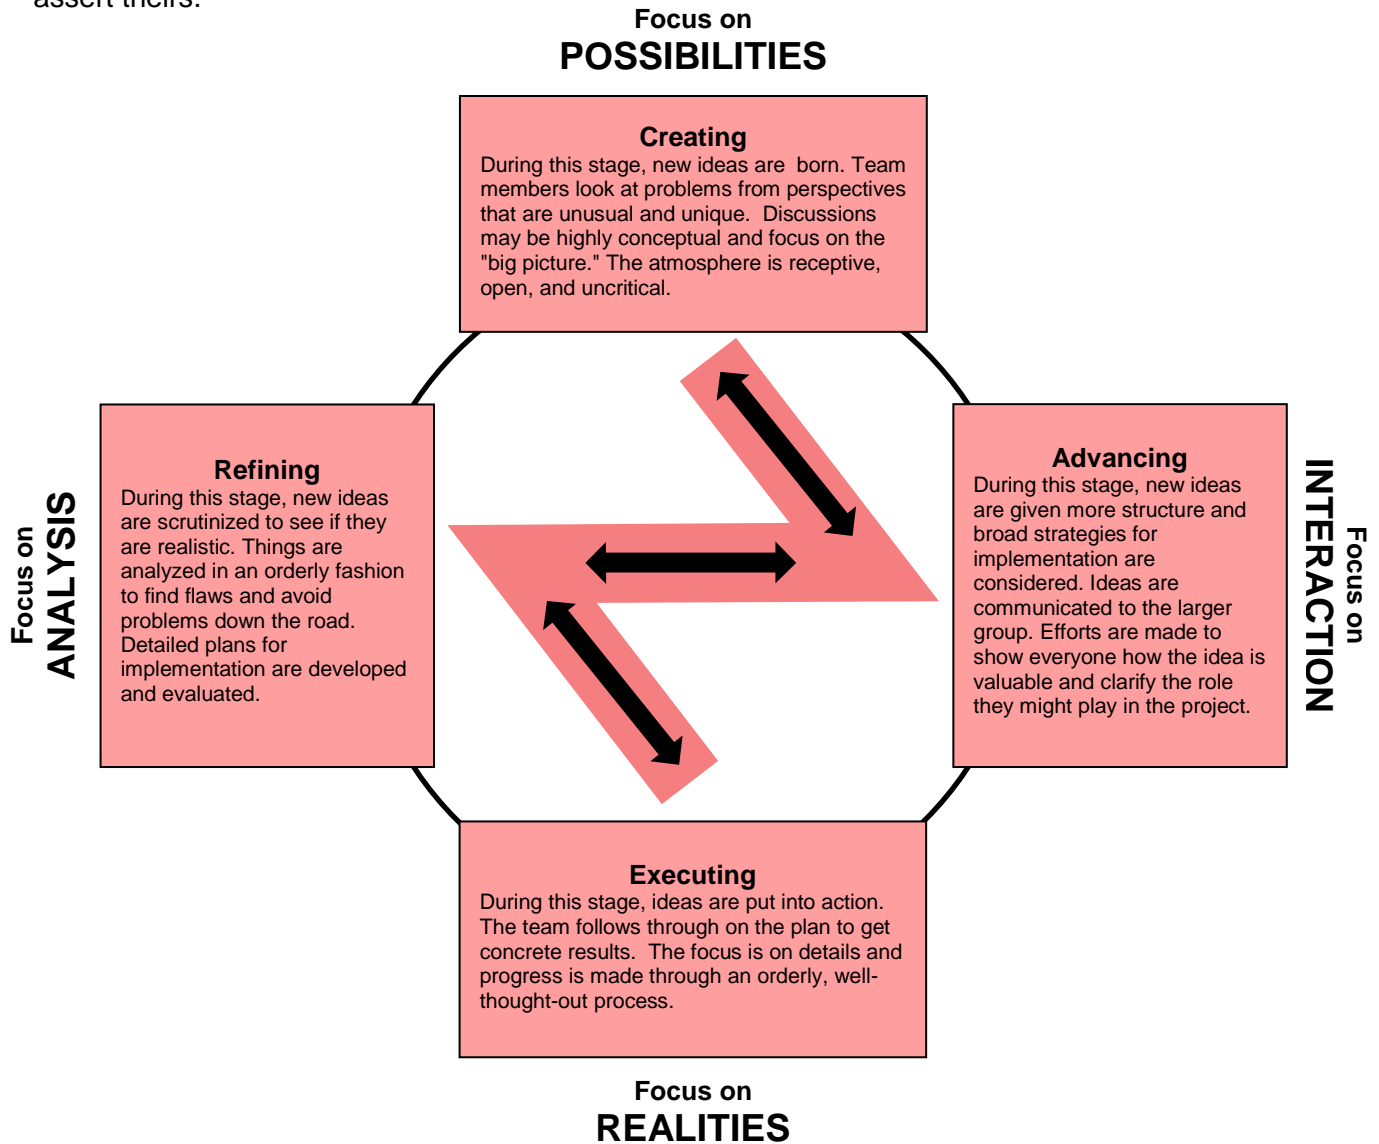 assert theirs.
Focus on
POSSIBILITIES
Creating
During this stage, new ideas are born. Team
members look at problems from perspectives
that are unusual and unique. Discussions
may be highly conceptual and focus on the
"big picture." The atmosphere is receptive,
open, and uncritical.
Focus on
ANALYSIS
Refining
During this stage, new ideas
are scrutinized to see if they
are realistic. Things are
analyzed in an orderly fashion
to find flaws and avoid
problems down the road.
Detailed plans for
implementation are developed
and evaluated.
Advancing
During this stage, new ideas
are given more structure and
broad strategies for
implementation are
considered. Ideas are
communicated to the larger
group. Efforts are made to
show everyone how the idea is
valuable and clarify the role
they might play in the project.
Focus on
INTERACTION
Executing
During this stage, ideas are put into action.
The team follows through on the plan to get
concrete results. The focus is on details and
progress is made through an orderly, well-
thought-out process.
Focus on
REALITIES